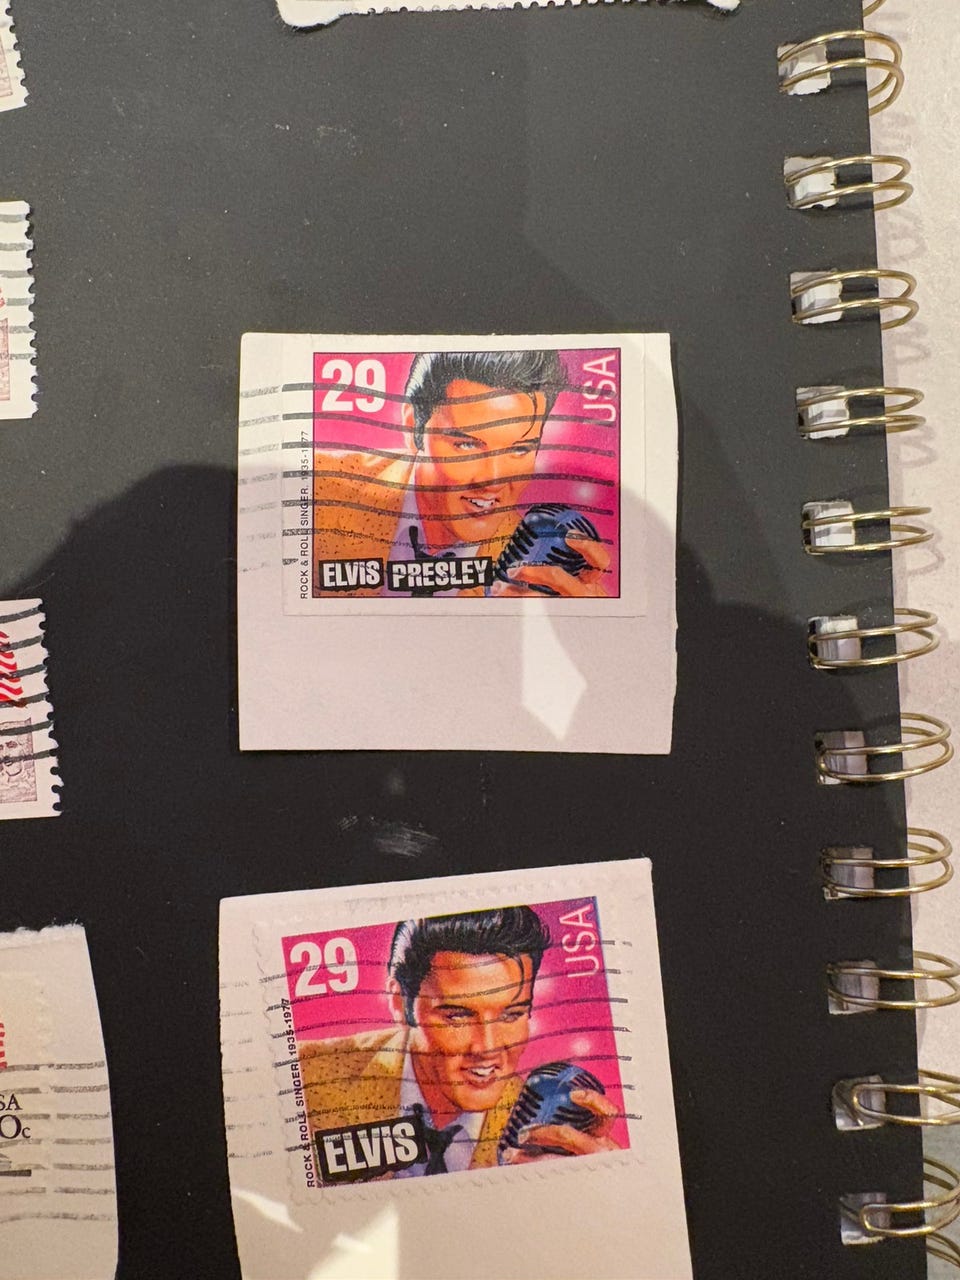 29
USA
ROCK & ROLL SINGER, 1935-1977
ELVIS PRESLEY
29
USA
ROCK & ROLL SINGER, 1935-1977
ELVIS